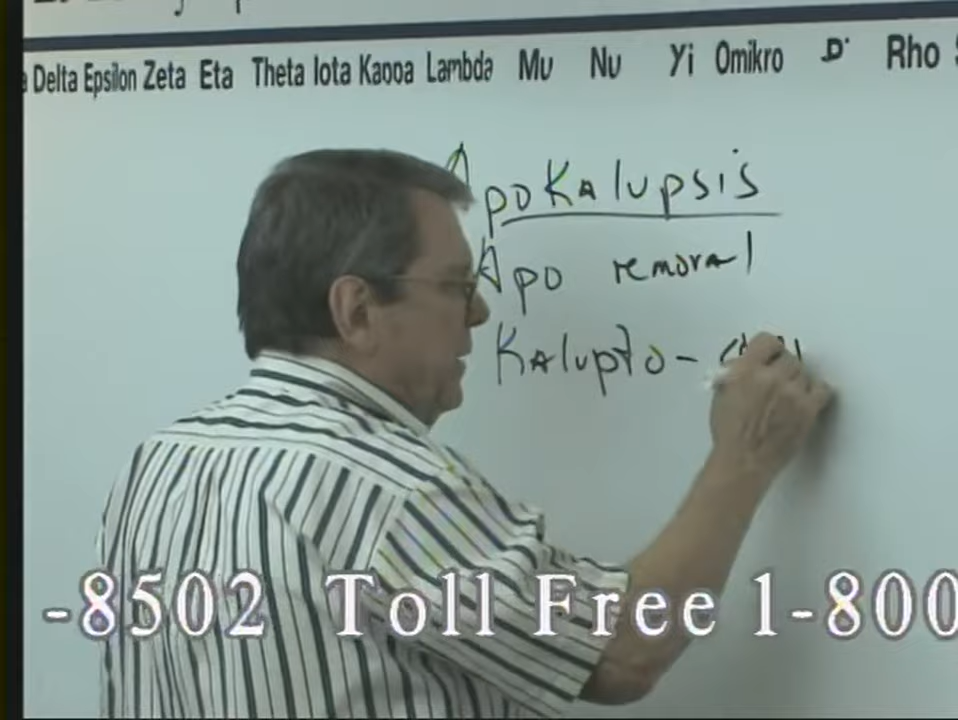 Delta Epsilon Zeta Eta Theta Iota Kaooa Lambda Mu Nu Yi Omikro Rho
ApoKalupsis
Apo removal
Kalupto -
-8502 Toll Free 1-800